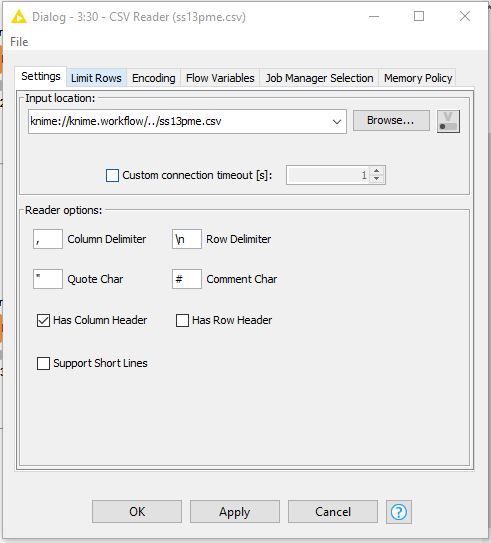 Dialog - 3:30 - CSV Reader (ss13pme.csv)
File
Settings Limit Rows Encoding Flow Variables Job Manager Selection Memory Policy
Input location:
knime://knime.workflow/../ss13pme.csv Browse... V
Custom connection timeout [s]: 1
Reader options:
, Column Delimiter \n Row Delimiter
" Quote Char # Comment Char
Has Column Header Has Row Header
Support Short Lines
OK Apply Cancel ?